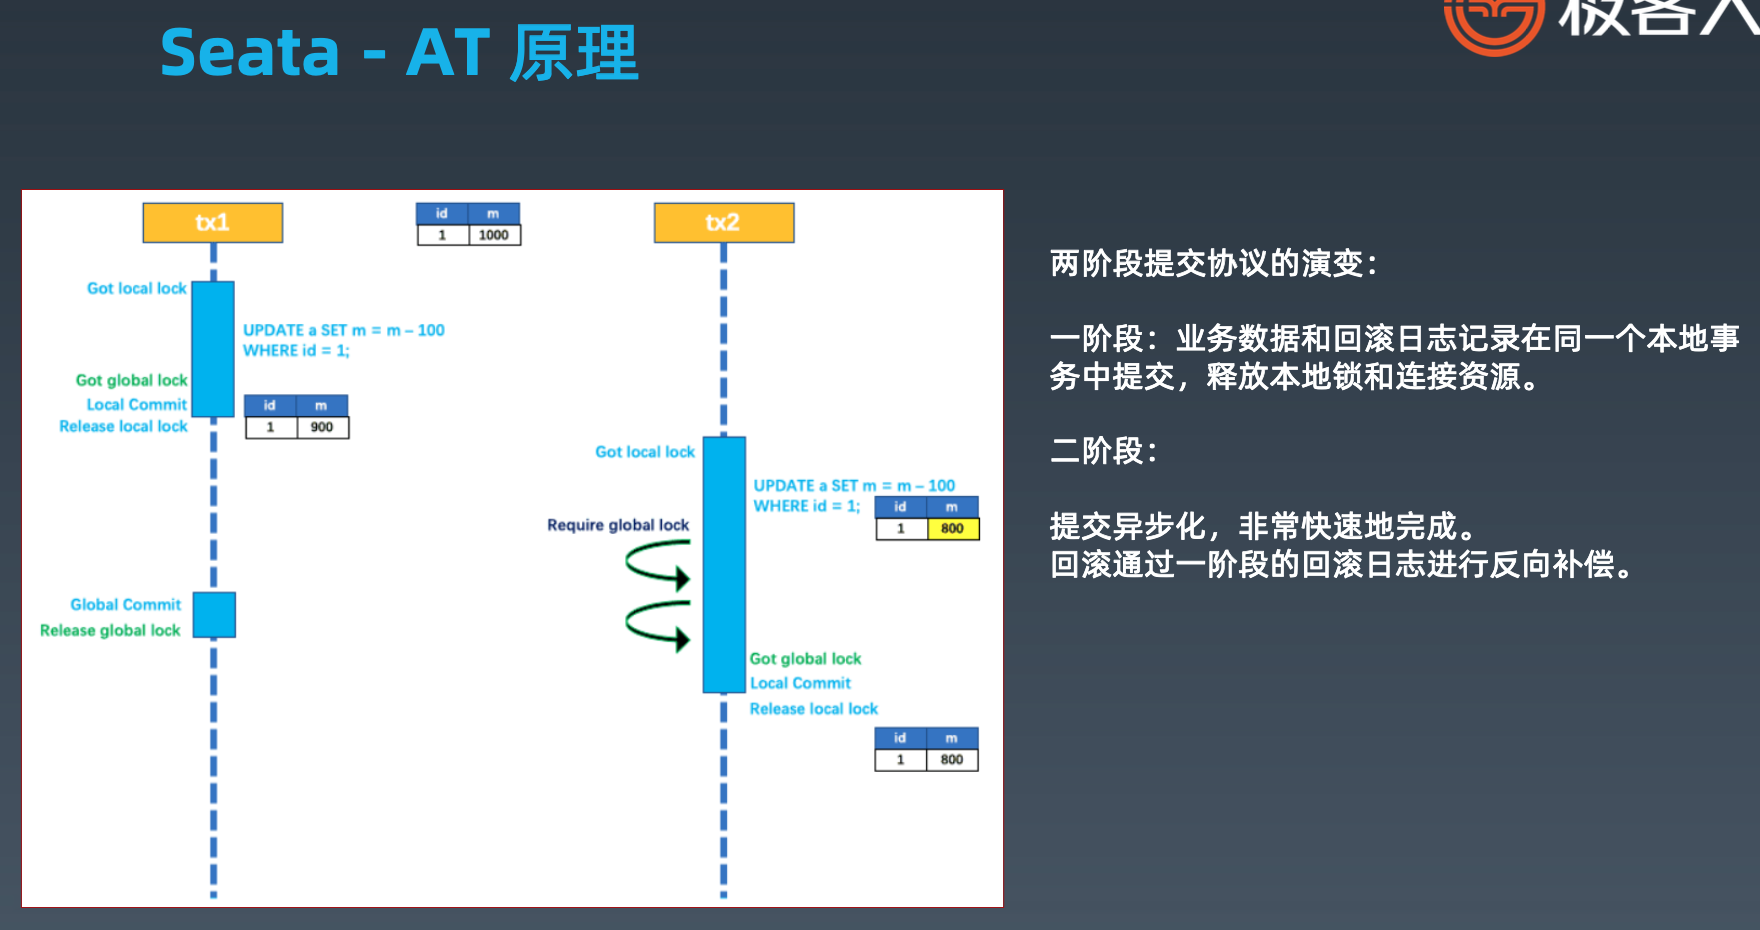 Seata - AT 原理
极客
tx1
id m
1 1000
tx2
Got local lock
UPDATE a SET m = m – 100
WHERE id = 1;
Got global lock
Local Commit
Release local lock
id m
1 900
Global Commit
Release global lock
Got local lock
UPDATE a SET m = m – 100
WHERE id = 1;
id m
1 800
Require global lock
Got global lock
Local Commit
Release local lock
id m
1 800
两阶段提交协议的演变：
一阶段：业务数据和回滚日志记录在同一个本地事
务中提交，释放本地锁和连接资源。
二阶段：
提交异步化，非常快速地完成。
回滚通过一阶段的回滚日志进行反向补偿。